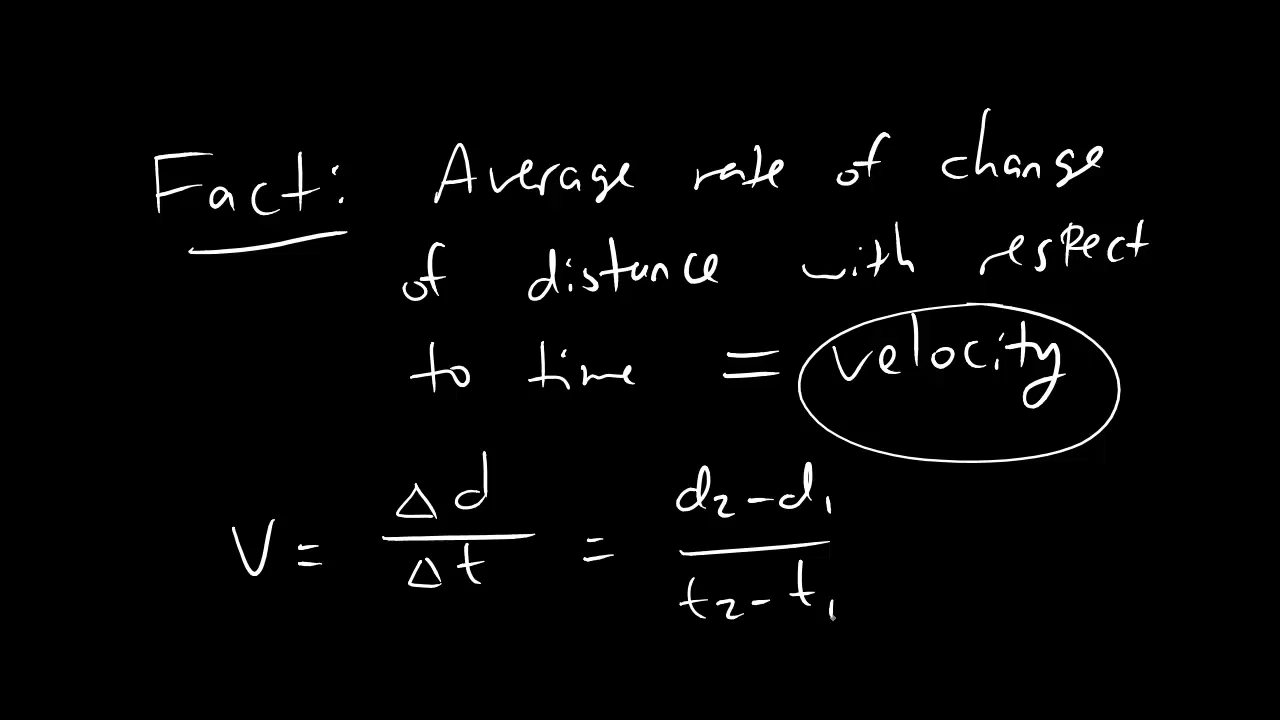 Fact: Average rate of change
of distance with respect
to time = velocity
V = Δd/Δt = d₂-d₁/t₂-t₁